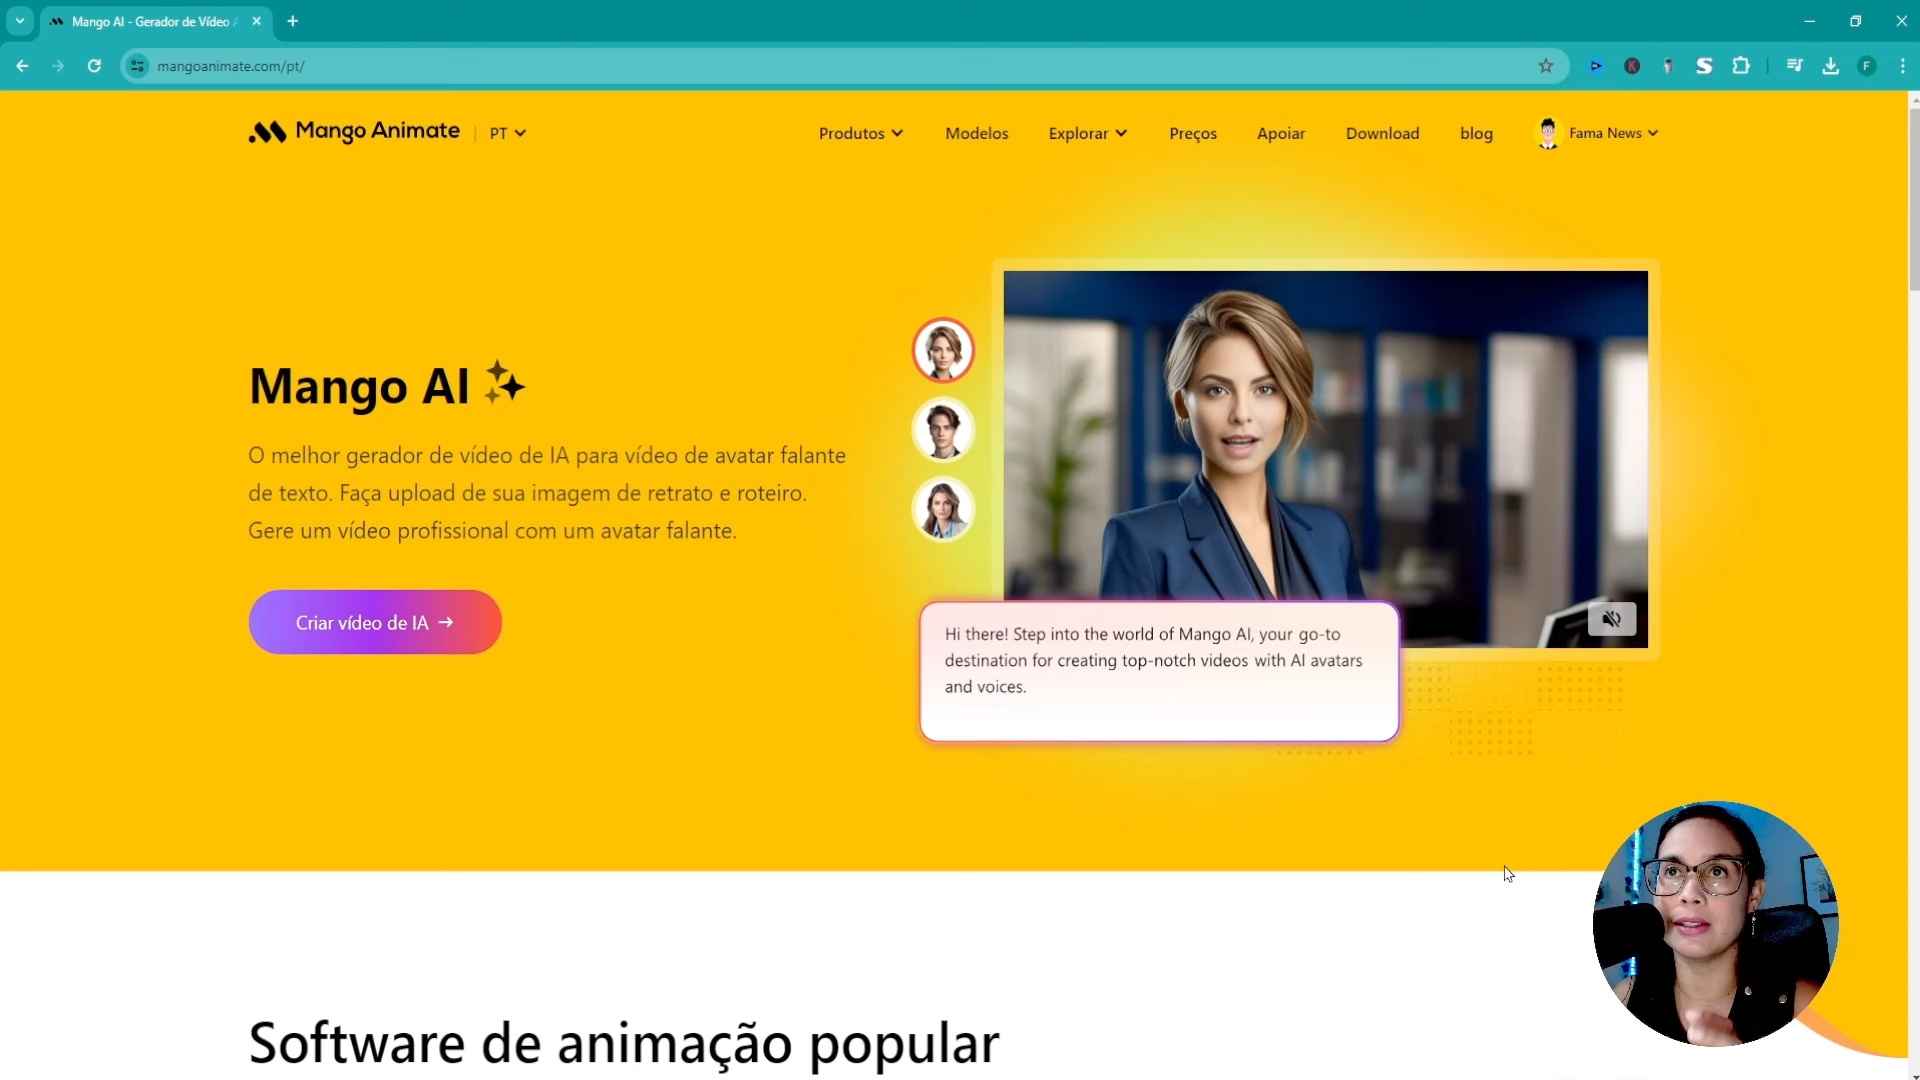 Mango AI - Gerador de Vídeo
mangoanimate.com/pt/
F
Mango Animate
PT
Produtos
Modelos
Explorar
Preços
Apoiar
Download
blog
Fama News
Mango AI
O melhor gerador de vídeo de IA para vídeo de avatar falante
de texto. Faça upload de sua imagem de retrato e roteiro.
Gere um vídeo profissional com um avatar falante.
Criar vídeo de IA →
Hi there! Step into the world of Mango AI, your go-to
destination for creating top-notch videos with AI avatars
and voices.
Software de animação popular